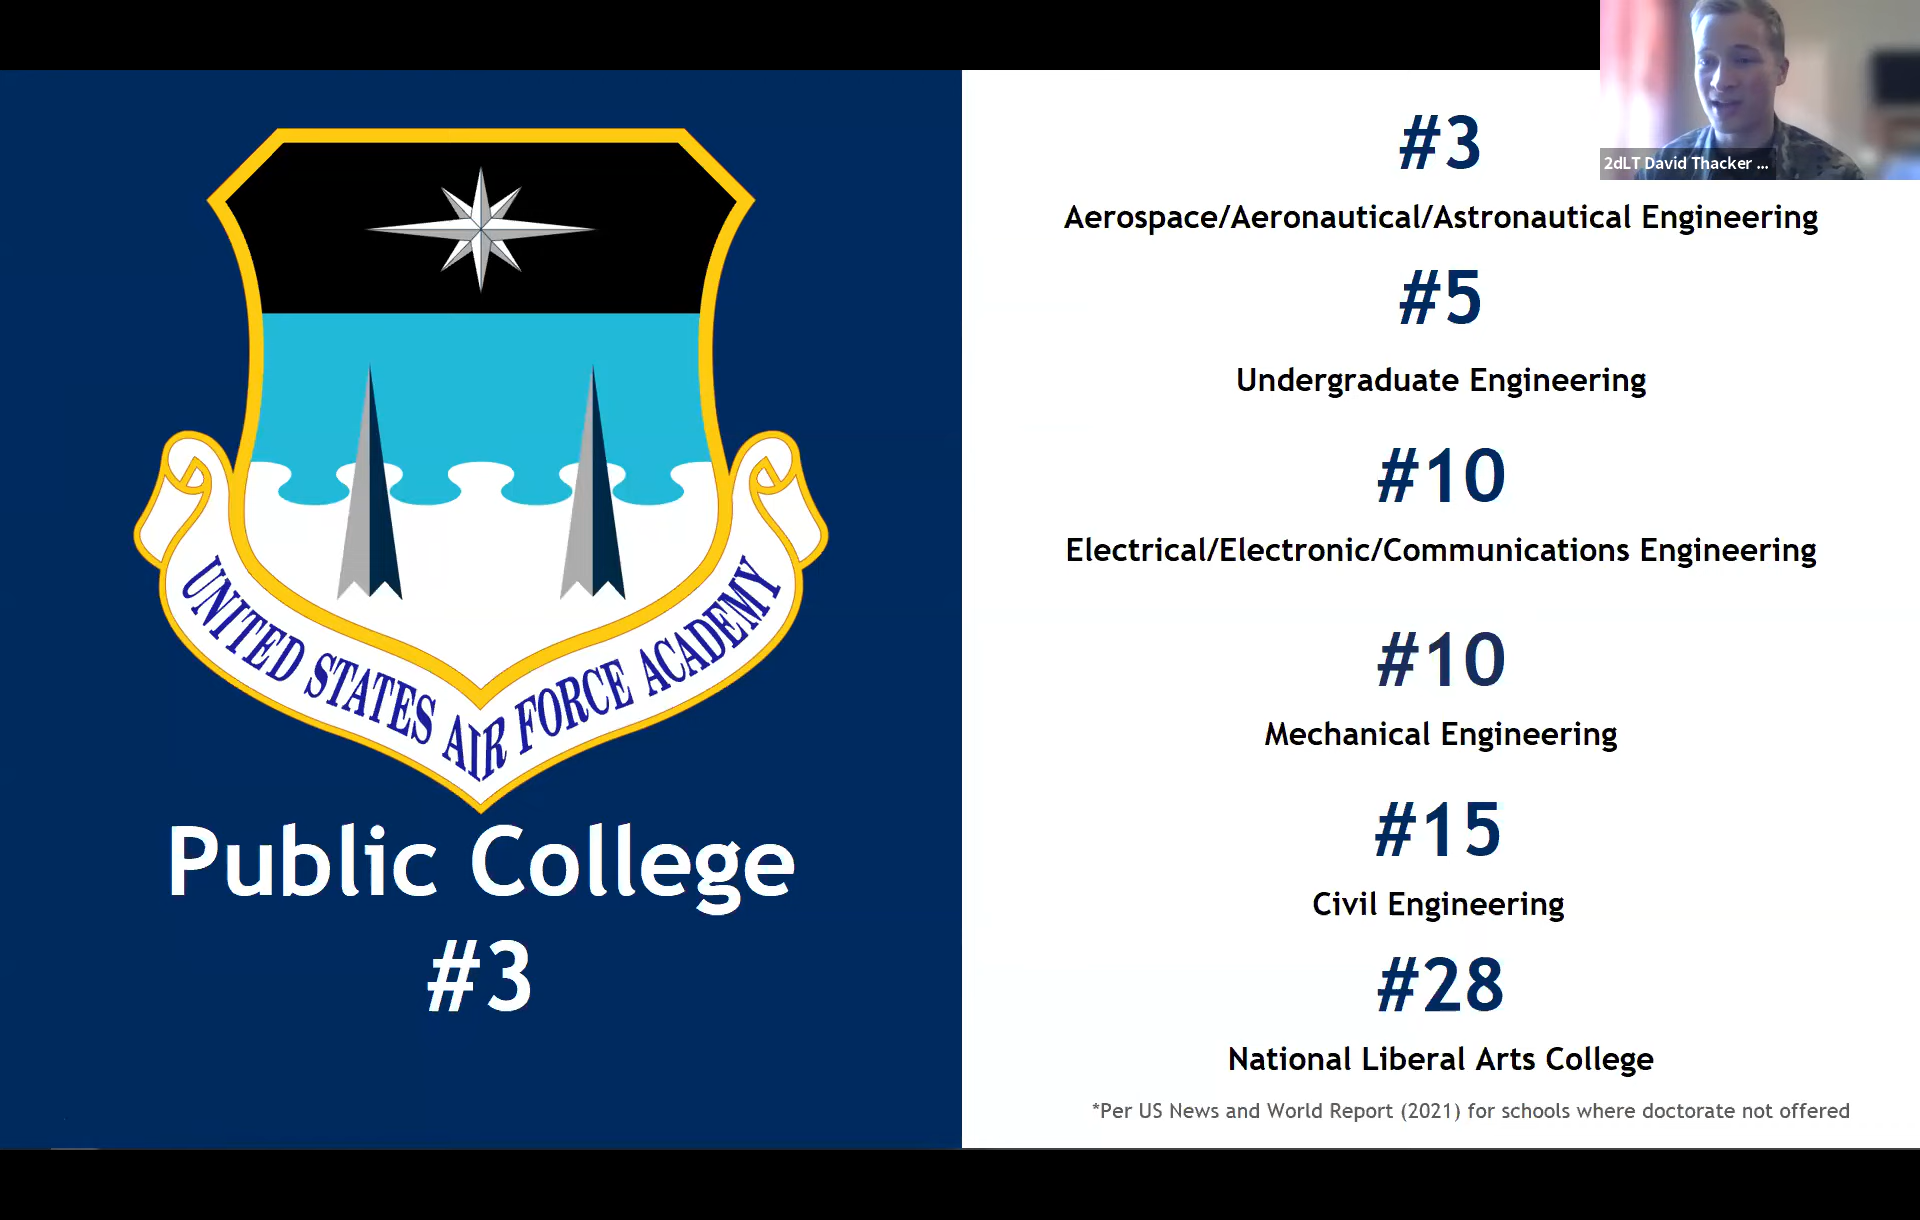 UNITED STATES AIR FORCE ACADEMY
Public College
#3
#3
Aerospace/Aeronautical/Astronautical Engineering
#5
Undergraduate Engineering
#10
Electrical/Electronic/Communications Engineering
#10
Mechanical Engineering
#15
Civil Engineering
#28
National Liberal Arts College
*Per US News and World Report (2021) for schools where doctorate not offered
2dLT David Thacker ...